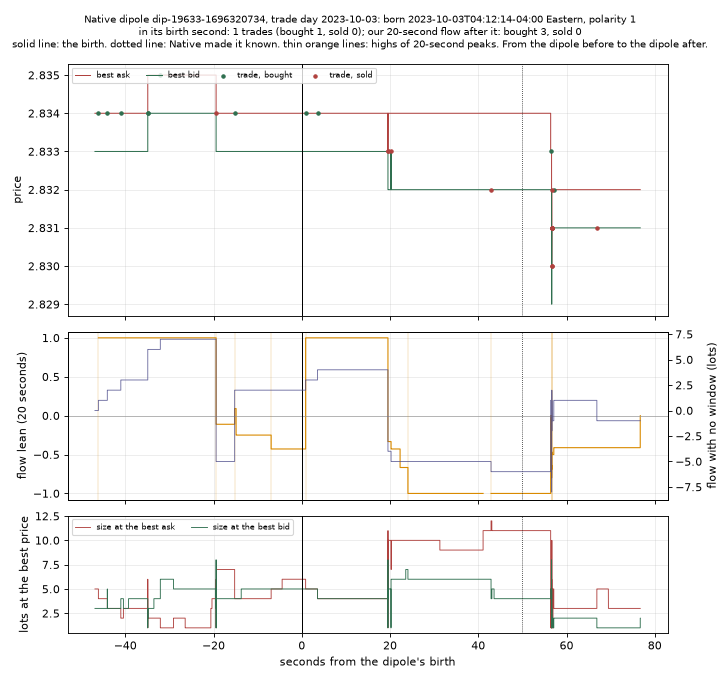 Native dipole dip-19633-1696320734, trade day 2023-10-03: born 2023-10-03T04:12:14-04:00 Eastern, polarity 1
in its birth second: 1 trades (bought 1, sold 0); our 20-second flow after it: bought 3, sold 0
solid line: the birth. dotted line: Native made it known. thin orange lines: highs of 20-second peaks. From the dipole before to the dipole after.
best ask
best bid
trade, bought
trade, sold
2.835
2.834
2.833
2.832
2.831
2.830
2.829
price
1.0
0.5
0.0
−0.5
−1.0
flow lean (20 seconds)
7.5
5.0
2.5
0.0
−2.5
−5.0
−7.5
flow with no window (lots)
size at the best ask
size at the best bid
12.5
10.0
7.5
5.0
2.5
lots at the best price
−40
−20
0
20
40
60
80
seconds from the dipole's birth